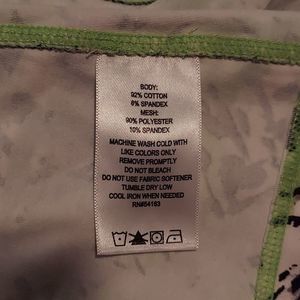 BODY:
92% COTTON
8% SPANDEX
MESH:
90% POLYESTER
10% SPANDEX
MACHINE WASH COLD WITH
LIKE COLORS ONLY
REMOVE PROMPTLY
DO NOT BLEACH
DO NOT USE FABRIC SOFTENER
TUMBLE DRY LOW
COOL IRON WHEN NEEDED
RN#64163